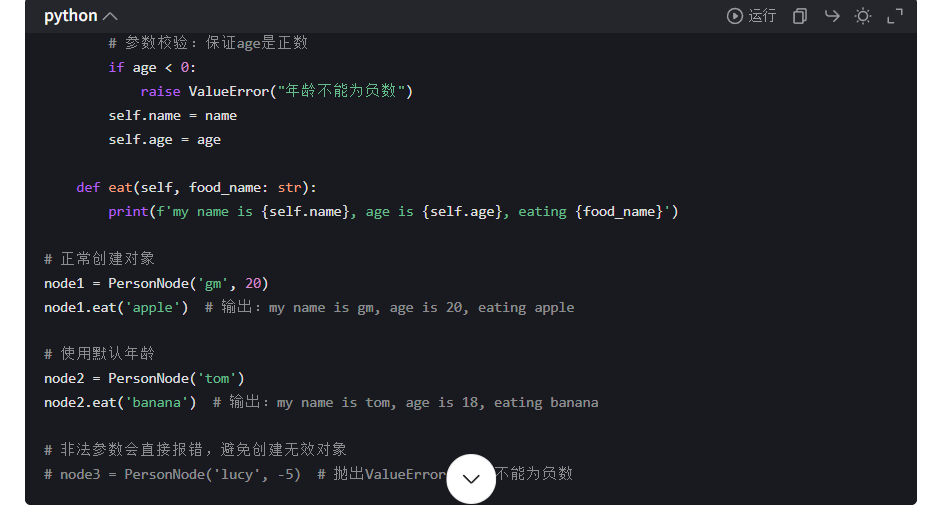 python
运行
# 参数校验：保证age是正数
if age < 0:
raise ValueError("年龄不能为负数")
self.name = name
self.age = age
def eat(self, food_name: str):
print(f'my name is {self.name}, age is {self.age}, eating {food_name}')
# 正常创建对象
node1 = PersonNode('gm', 20)
node1.eat('apple')  # 输出：my name is gm, age is 20, eating apple
# 使用默认年龄
node2 = PersonNode('tom')
node2.eat('banana')  # 输出：my name is tom, age is 18, eating banana
# 非法参数会直接报错，避免创建无效对象
# node3 = PersonNode('lucy', -5)  # 抛出ValueError 不能为负数